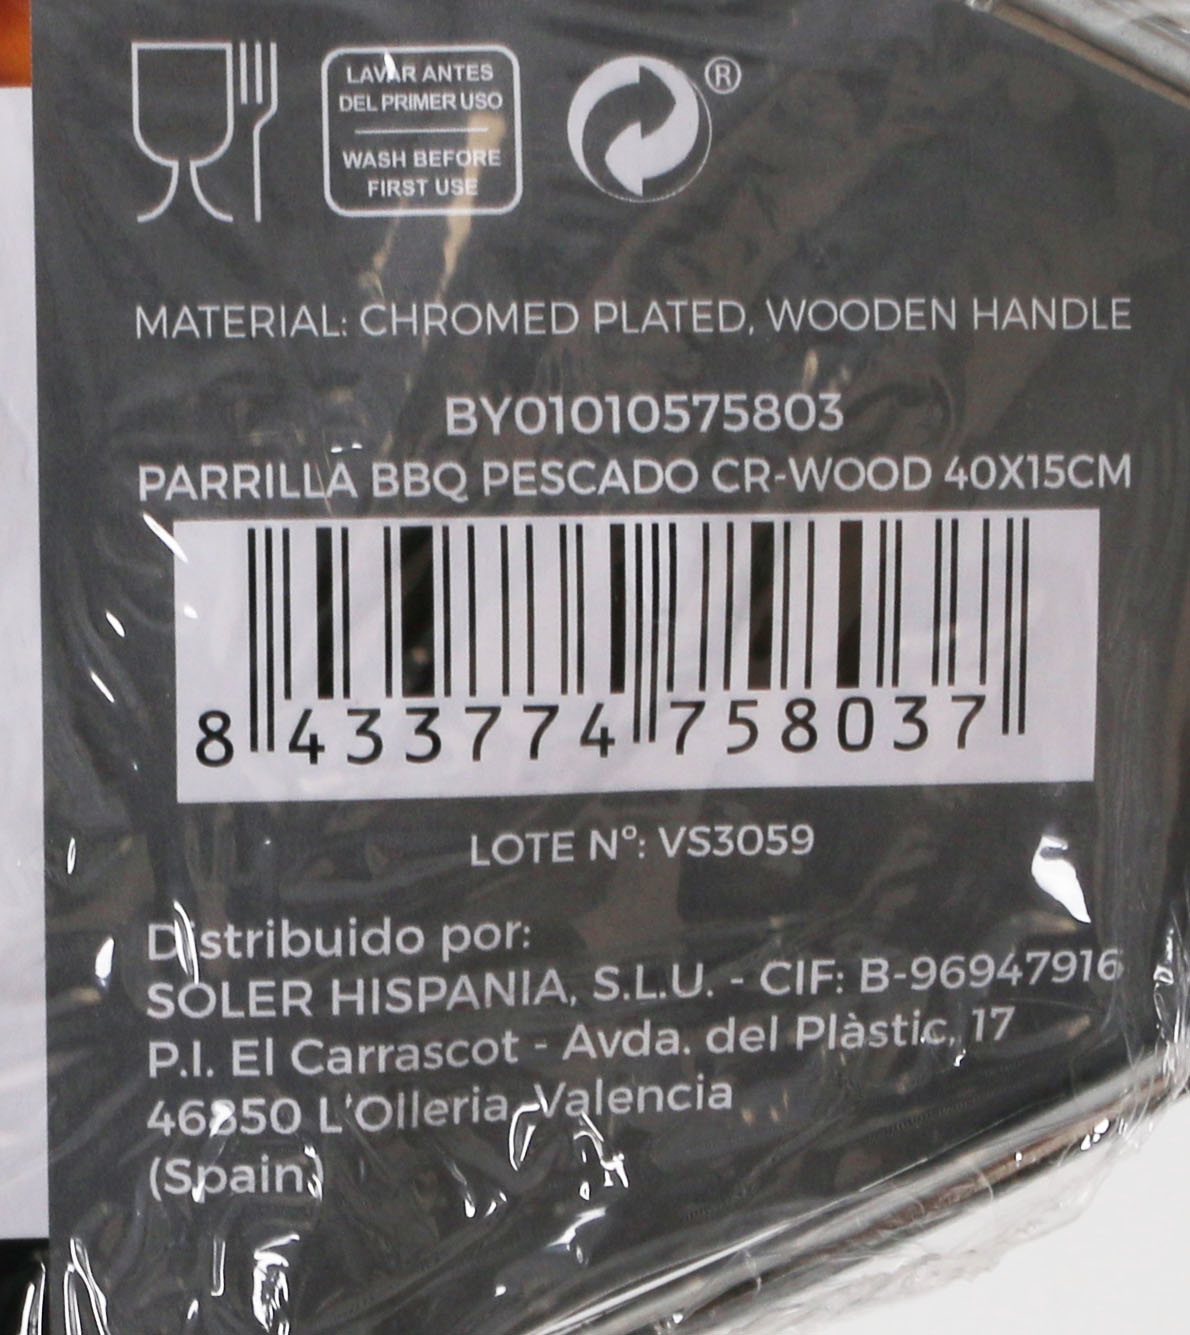 LAVAR ANTES
DEL PRIMER USO
WASH BEFORE
FIRST USE
®
MATERIAL: CHROMED PLATED, WOODEN HANDLE
BY01010575803
PARRILLA BBQ PESCADO CR-WOOD 40X15CM
8 433774 758037
LOTE Nº: VS3059
Distribuido por:
SOLER HISPANIA, S.L.U. - CIF: B-96947916
P.I. El Carrascot - Avda. del Plàstic, 17
46850 L'Olleria-Valencia
(Spain)